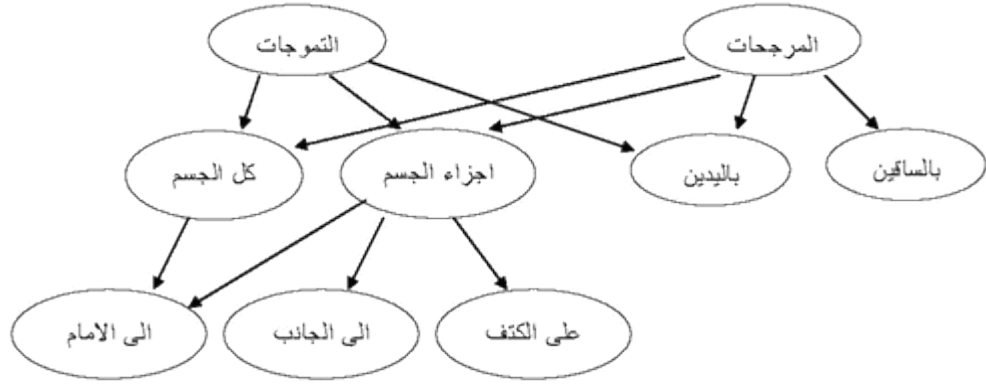 المرجحات
التموجات
بالساقين
باليدين
اجزاء الجسم
كل الجسم
على الكتف
الى الجانب
الى الامام